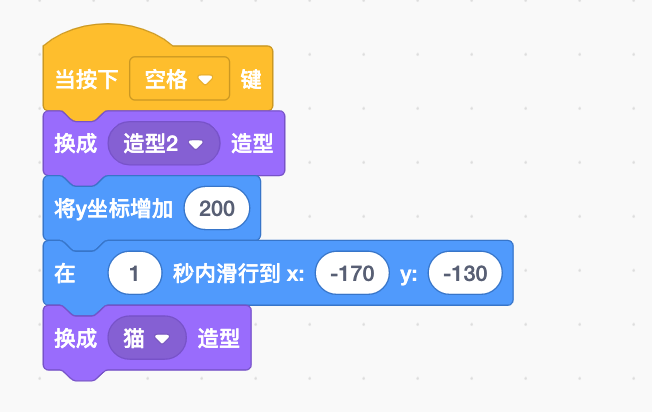 当按下 空格 键
换成 造型2 造型
将y坐标增加 200
在 1 秒内滑行到 x: -170 y: -130
换成 猫 造型